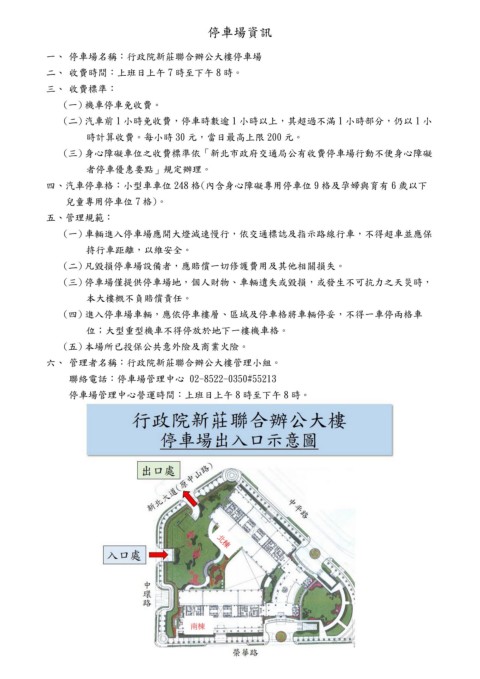 停車場資訊
一、 停車場名稱：行政院新莊聯合辦公大樓停車場
二、 收費時間：上班日上午 7 時至下午 8 時。
三、 收費標準：
(一)機車停車免收費。
(二)汽車前 1 小時免收費，停車時數逾 1 小時以上，其超過不滿 1 小時部分，仍以 1 小
時計算收費。每小時 30 元，當日最高上限 200 元。
(三)身心障礙車位之收費標準依「新北市政府交通局公有收費停車場行動不便身心障礙
者停車優惠要點」規定辦理。
四、汽車停車格：小型車車位 248 格(內含身心障礙專用停車位 9 格及孕婦與育有 6 歲以下
兒童專用停車位 7 格)。
五、管理規範：
(一)車輛進入停車場應開大燈減速慢行，依交通標誌及指示路線行車，不得超車並應保
持行車距離，以維安全。
(二)凡毀損停車場設備者，應賠償一切修護費用及其他相關損失。
(三)停車場僅提供停車場地，個人財物、車輛遺失或毀損，或發生不可抗力之天災時，
本大樓概不負賠償責任。
(四)進入停車場車輛，應依停車樓層、區域及停車格將車輛停妥，不得一車停兩格車
位；大型重型機車不得停放於地下一樓機車格。
(五)本場所已投保公共意外險及商業火險。
六、 管理者名稱：行政院新莊聯合辦公大樓管理小組。
聯絡電話：停車場管理中心 02-8522-0350#55213
停車場管理中心營運時間：上班日上午 8 時至下午 8 時。
行政院新莊聯合辦公大樓
停車場出入口示意圖
出口處
新北大道(原中山路)
中平路
北棟
入口處
中環路
南棟
榮華路